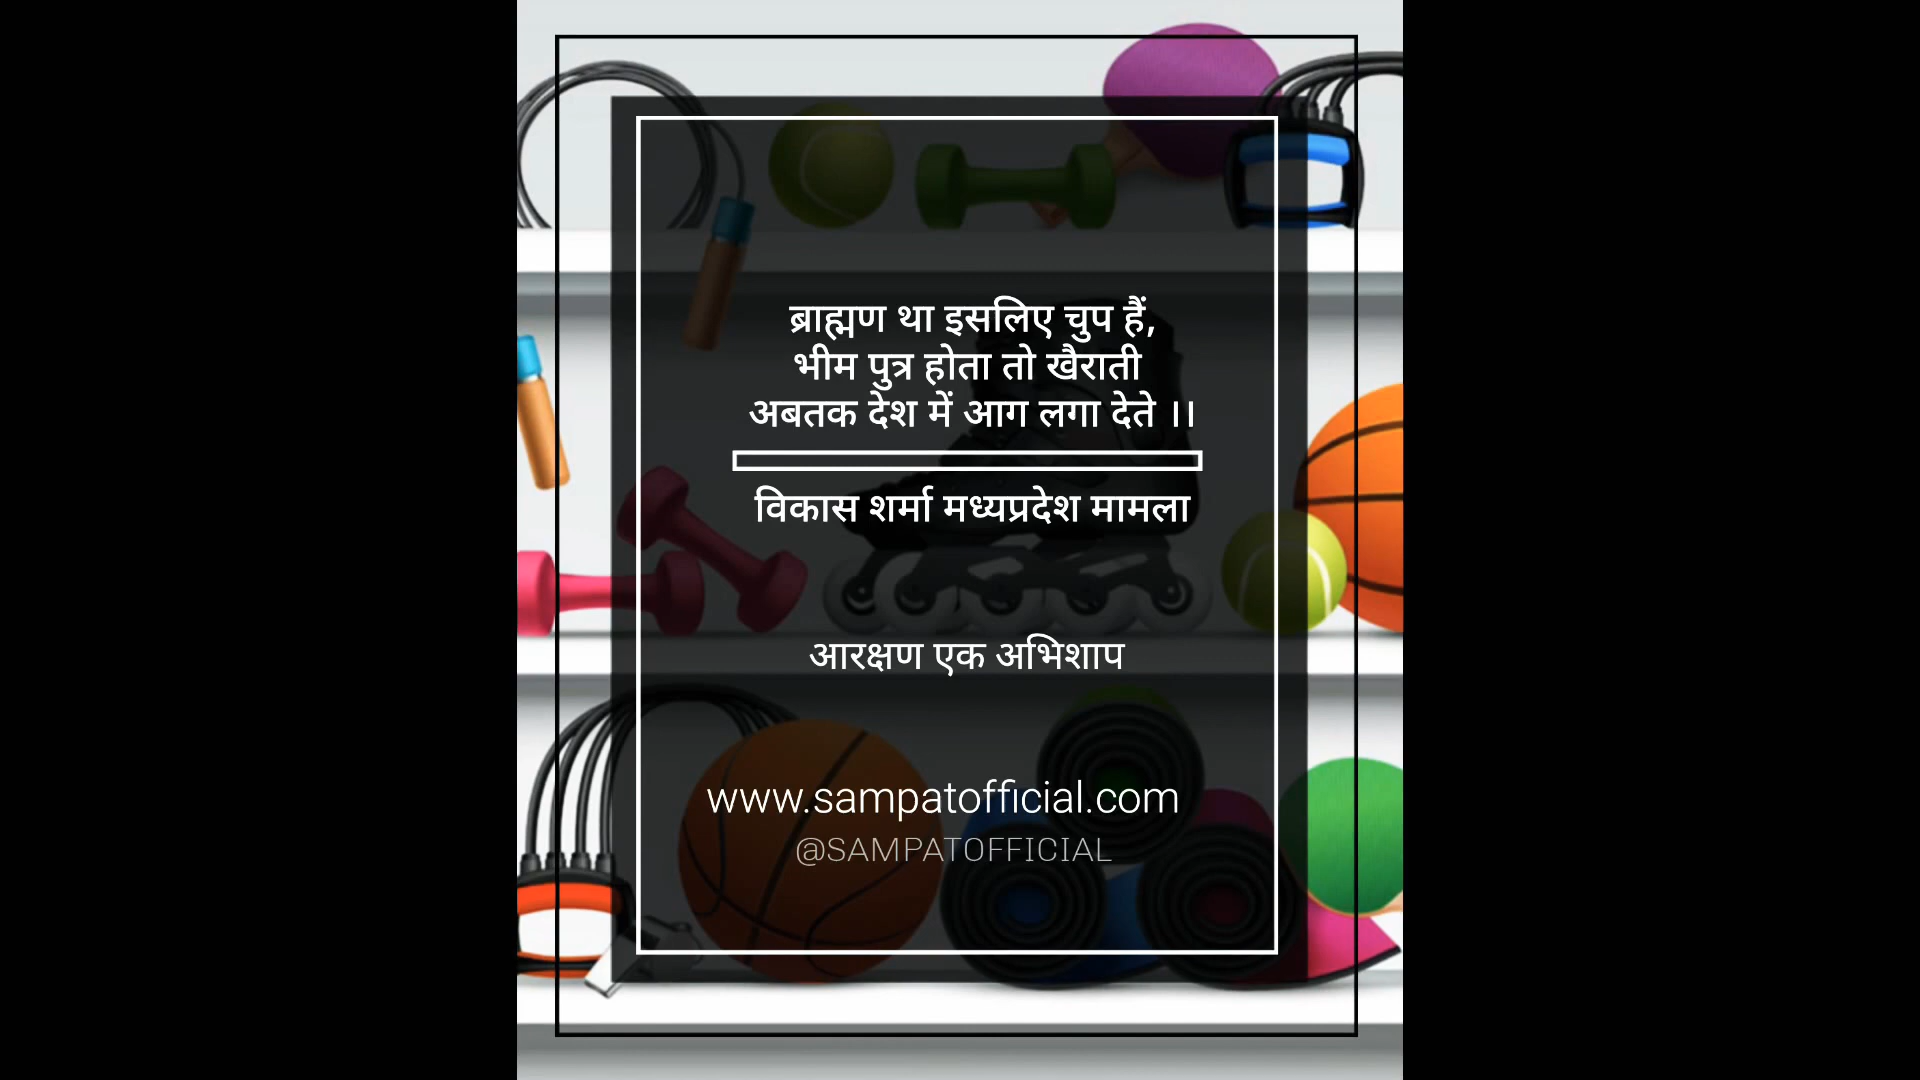 ब्राह्मण था इसलिए चुप हैं,
भीम पुत्र होता तो खैराती
अबतक देश में आग लगा देते ।।
विकास शर्मा मध्यप्रदेश मामला
आरक्षण एक अभिशाप
www.sampatofficial.com
@SAMPATOFFICIAL